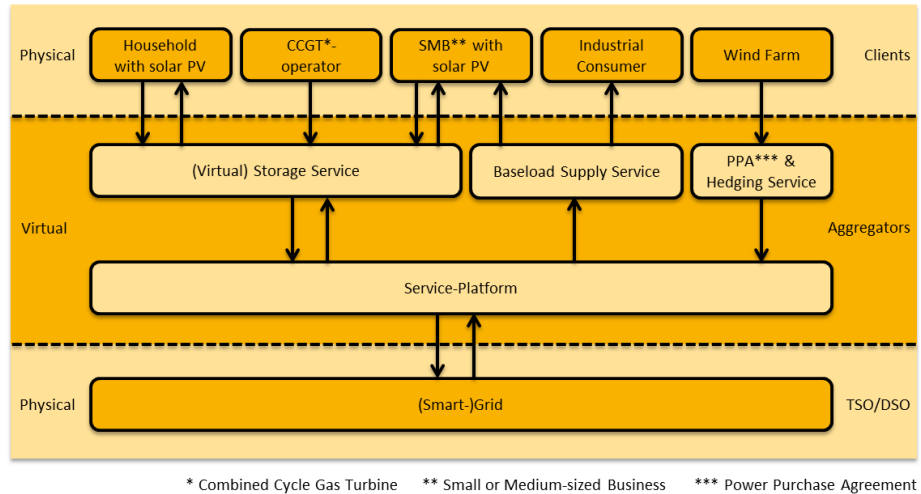 Physical
Household
with solar PV
CCGT*-
operator
SMB** with
solar PV
Industrial
Consumer
Wind Farm
Clients
(Virtual) Storage Service
Baseload Supply Service
PPA*** &
Hedging Service
Virtual
Aggregators
Service-Platform
Physical
(Smart-)Grid
TSO/DSO
* Combined Cycle Gas Turbine ** Small or Medium-sized Business *** Power Purchase Agreement